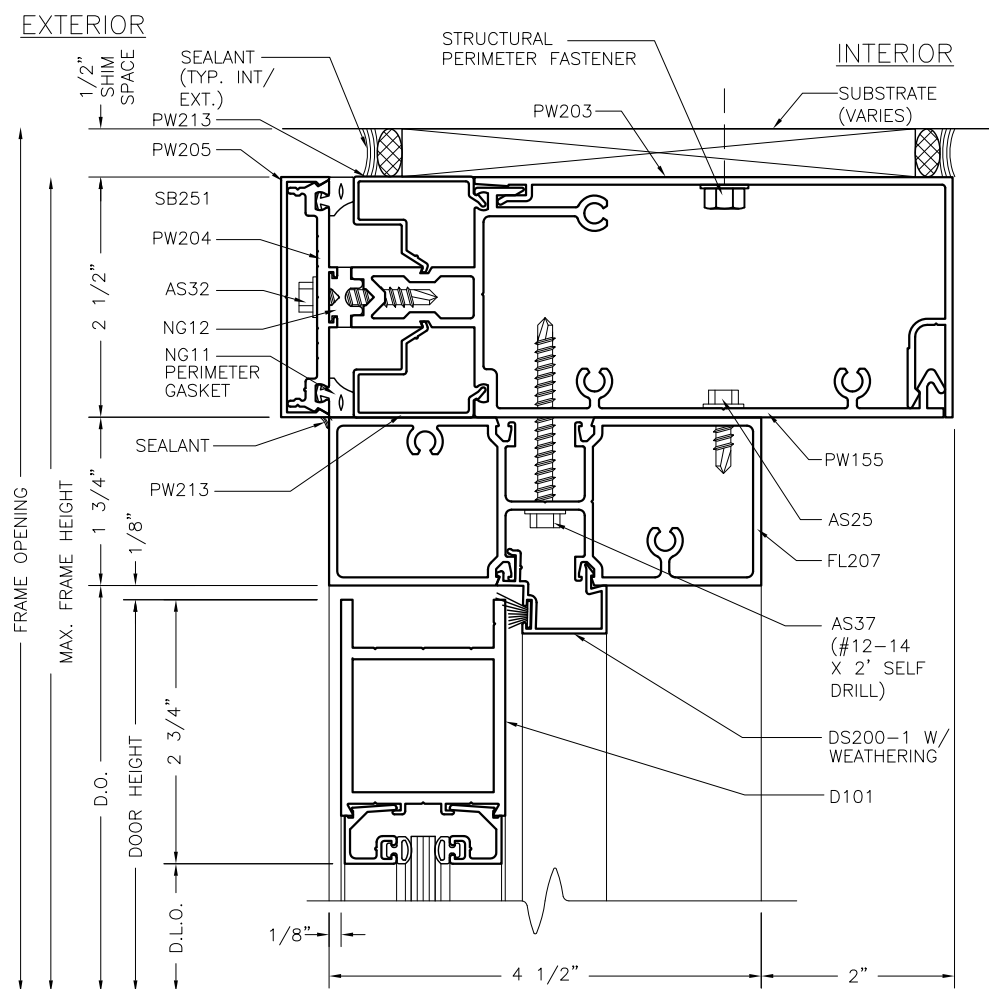 EXTERIOR
1/2"
SHIM
SPACE
SEALANT
(TYP. INT/
EXT.)
STRUCTURAL
PERIMETER FASTENER
INTERIOR
SUBSTRATE
(VARIES)
PW213
PW203
PW205
SB251
PW204
AS32
NG12
NG11
PERIMETER
GASKET
SEALANT
PW213
2 1/2"
1 3/4"
1/8"
PW155
AS25
FL207
AS37
(#12-14
X 2' SELF
DRILL)
DS200-1 W/
WEATHERING
D101
FRAME OPENING
MAX. FRAME HEIGHT
D.O.
DOOR HEIGHT
2 3/4"
D.L.O.
1/8"
4 1/2"
2"